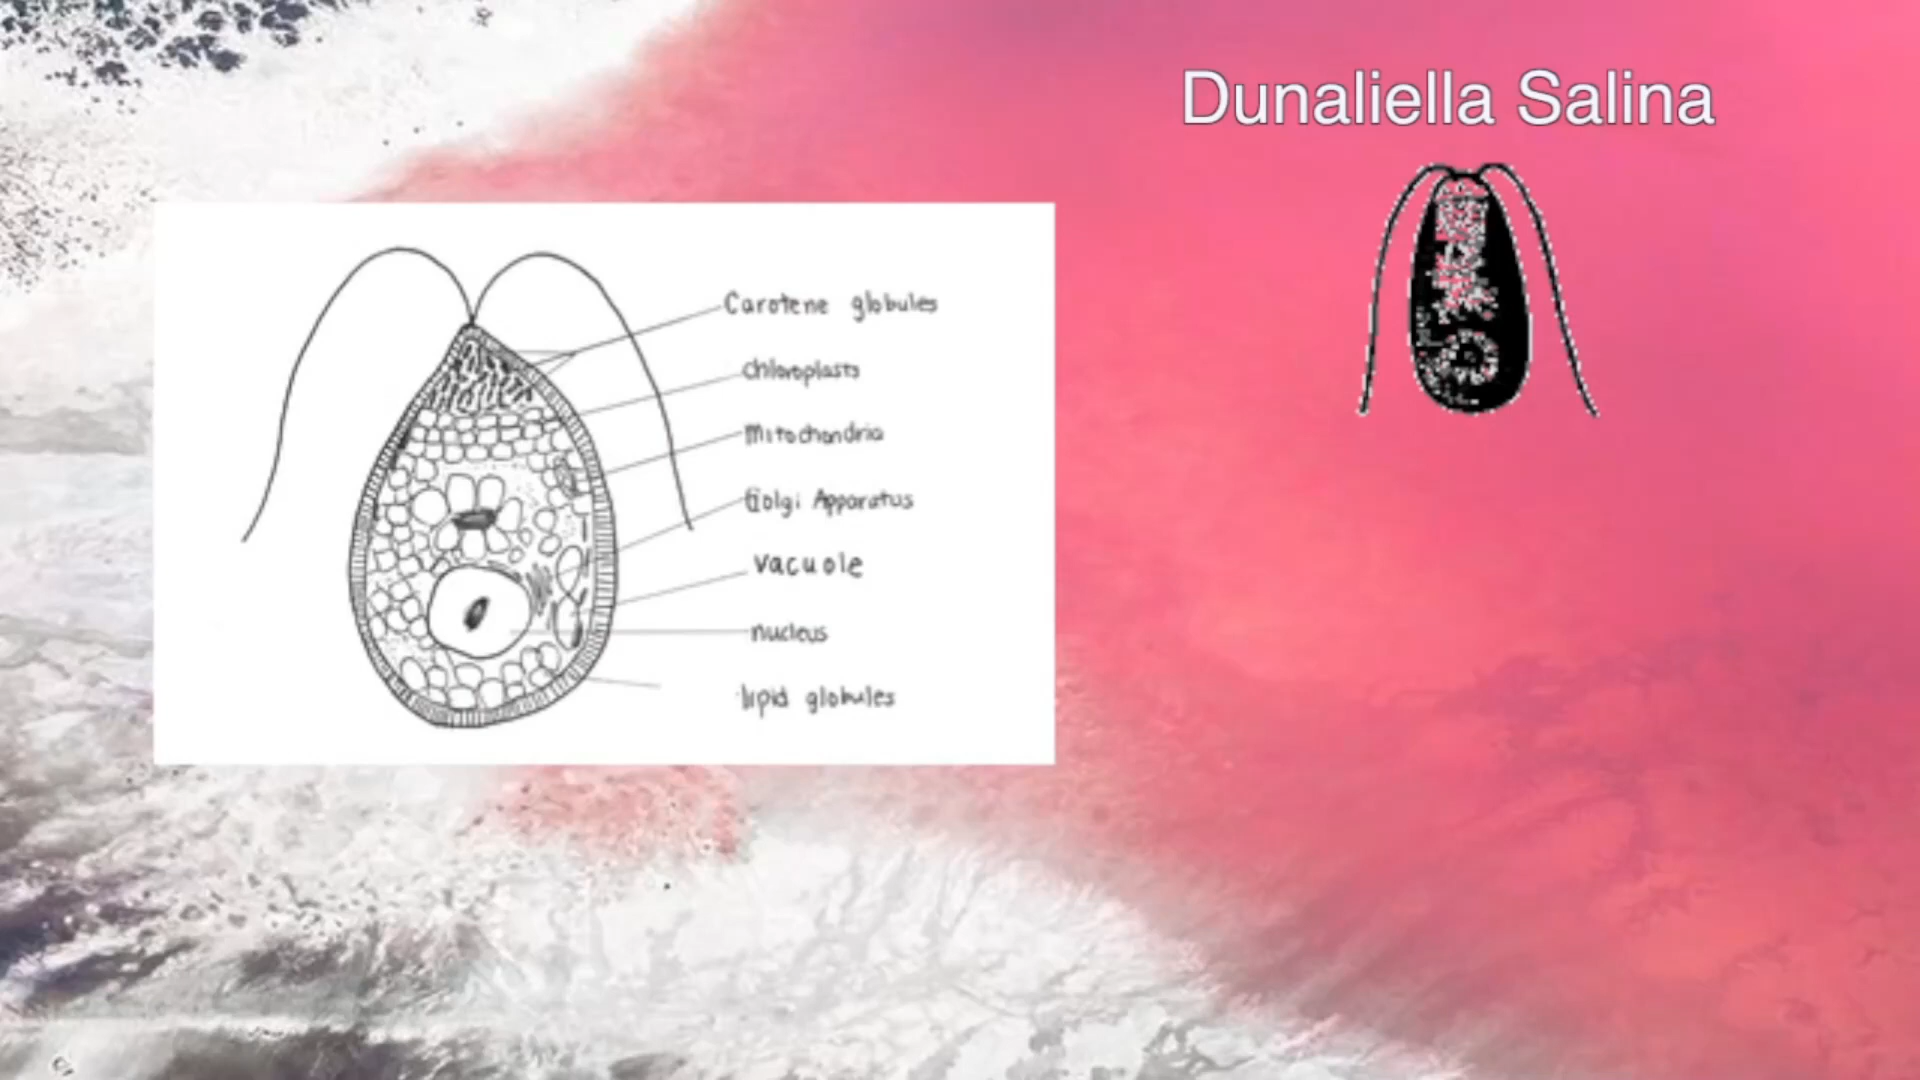 Dunaliella Salina
Carotene globules
chloroplasts
Mitochondria
Golgi Apparatus
vacuole
nucleus
lipid globules